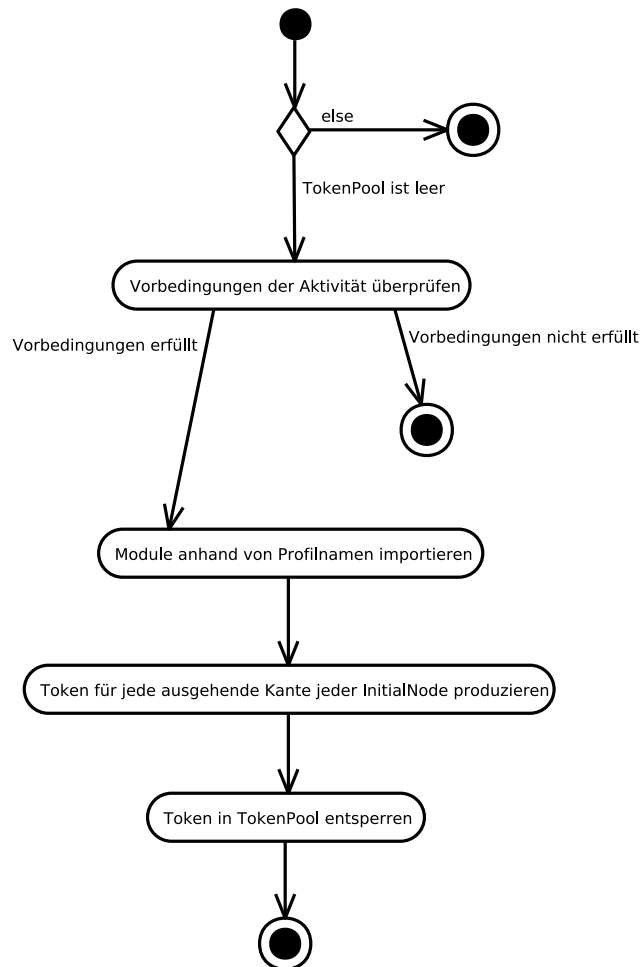 else
TokenPool ist leer
Vorbedingungen der Aktivität überprüfen
Vorbedingungen erfüllt
Vorbedingungen nicht erfüllt
Module anhand von Profilnamen importieren
Token für jede ausgehende Kante jeder InitialNode produzieren
Token in TokenPool entsperren